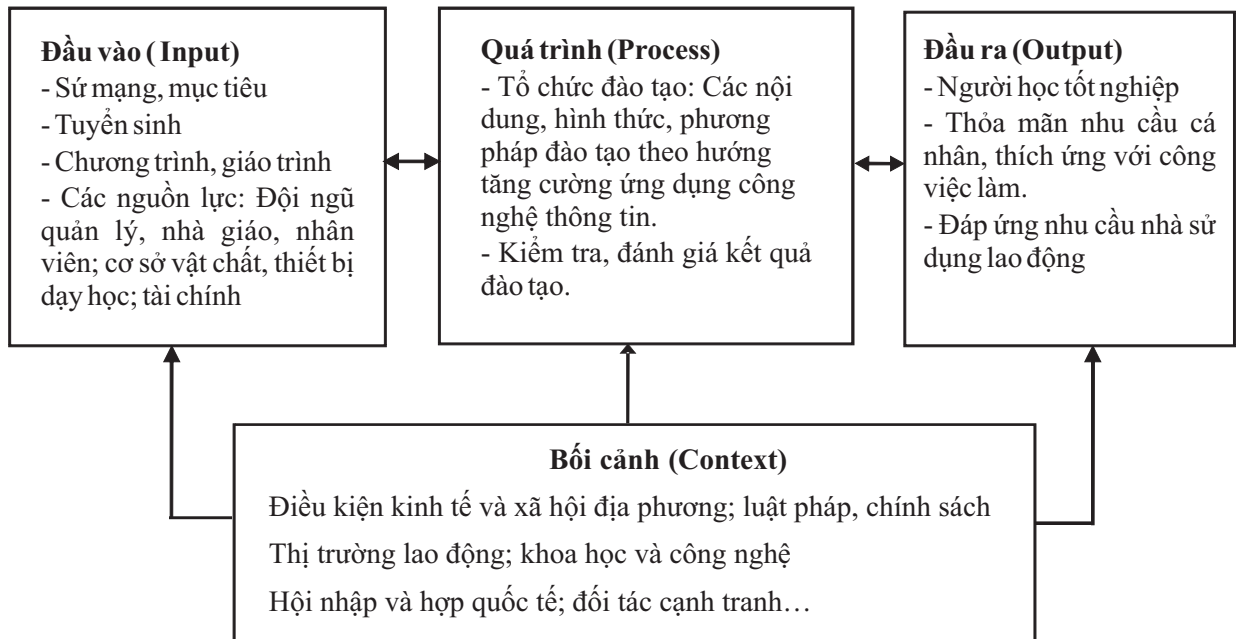 Đầu vào ( Input)
- Sứ mạng, mục tiêu
- Tuyển sinh
- Chương trình, giáo trình
- Các nguồn lực: Đội ngũ
quản lý, nhà giáo, nhân
viên; cơ sở vật chất, thiết bị
dạy học; tài chính
Quá trình (Process)
- Tổ chức đào tạo: Các nội
dung, hình thức, phương
pháp đào tạo theo hướng
tăng cường ứng dụng công
nghệ thông tin.
- Kiểm tra, đánh giá kết quả
đào tạo.
Đầu ra (Output)
- Người học tốt nghiệp
- Thỏa mãn nhu cầu cá
nhân, thích ứng với công
việc làm.
- Đáp ứng nhu cầu nhà sử
dụng lao động
Bối cảnh (Context)
Điều kiện kinh tế và xã hội địa phương; luật pháp, chính sách
Thị trường lao động; khoa học và công nghệ
Hội nhập và hợp quốc tế; đối tác cạnh tranh…